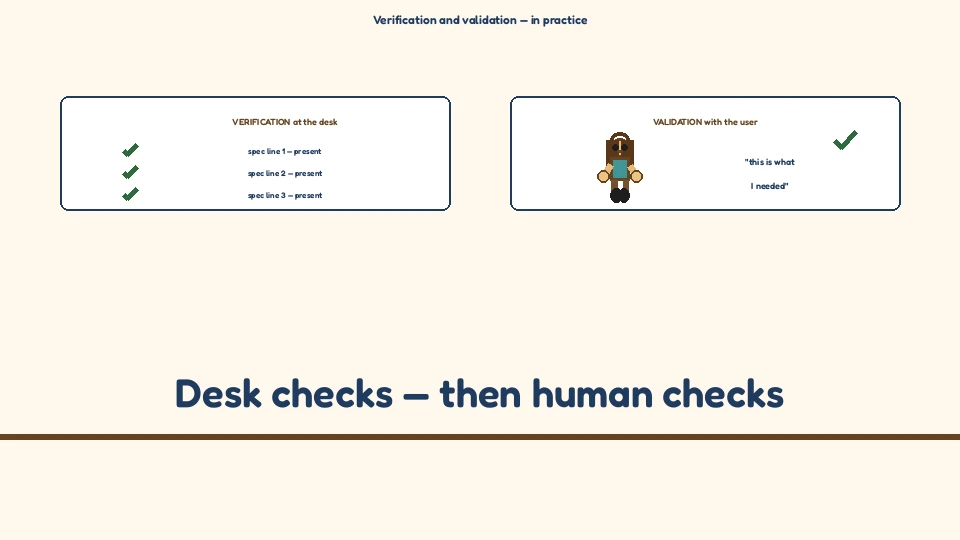 Verification and validation — in practice
VERIFICATION at the desk
spec line 1 — present
spec line 2 — present
spec line 3 — present
VALIDATION with the user
"this is what
I needed"
Desk checks — then human checks